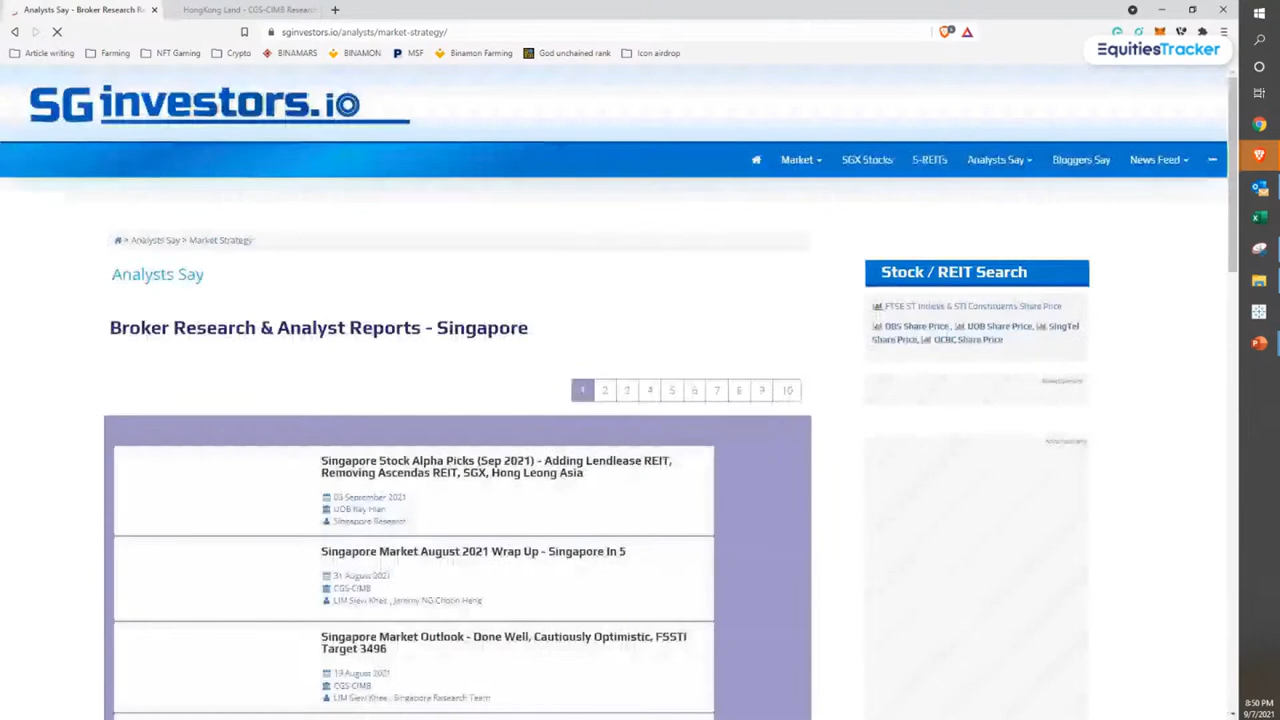 Analysts Say - Broker Research R
HongKong Land - CGS-CIMB Research
sginvestors.io/analysts/market-strategy/
Article writing
Farming
NFT Gaming
Crypto
BINAMARS
BINAMON
MSF
Binamon Farming
God unchained rank
Icon airdrop
EquitiesTracker
SGinvestors.io
Market
SGX Stocks
S-REITs
Analysts Say
Bloggers Say
News Feed
> Analysts Say > Market Strategy
Analysts Say
Broker Research & Analyst Reports - Singapore
1 2 3 4 5 6 7 8 9 10
Singapore Stock Alpha Picks (Sep 2021) - Adding Lendlease REIT,
Removing Ascendas REIT, SGX, Hong Leong Asia
03 September 2021
UOB Kay Hian
Singapore Research
Singapore Market August 2021 Wrap Up - Singapore In 5
31 August 2021
CGS-CIMB
LIM Siew Khee , Jeremy NG Choon Heng
Singapore Market Outlook - Done Well, Cautiously Optimistic, FSSTI
Target 3496
19 August 2021
CGS-CIMB
LIM Siew Khee , Singapore Research Team
Stock / REIT Search
FTSE ST Indexs & STI Constituents Share Price
DBS Share Price , UOB Share Price, SingTel
Share Price, OCBC Share Price
Advertisement
Advertisement
8:50 PM
9/7/2021